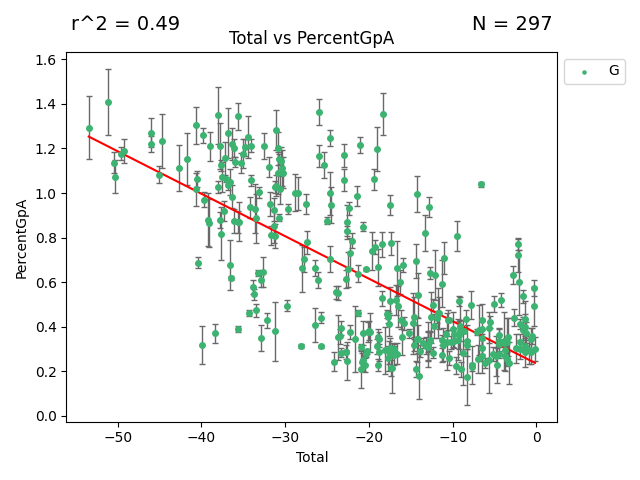 r^2 = 0.49
N = 297
Total vs PercentGpA
G
PercentGpA
1.6
1.4
1.2
1.0
0.8
0.6
0.4
0.2
0.0
−50
−40
−30
−20
−10
0
Total